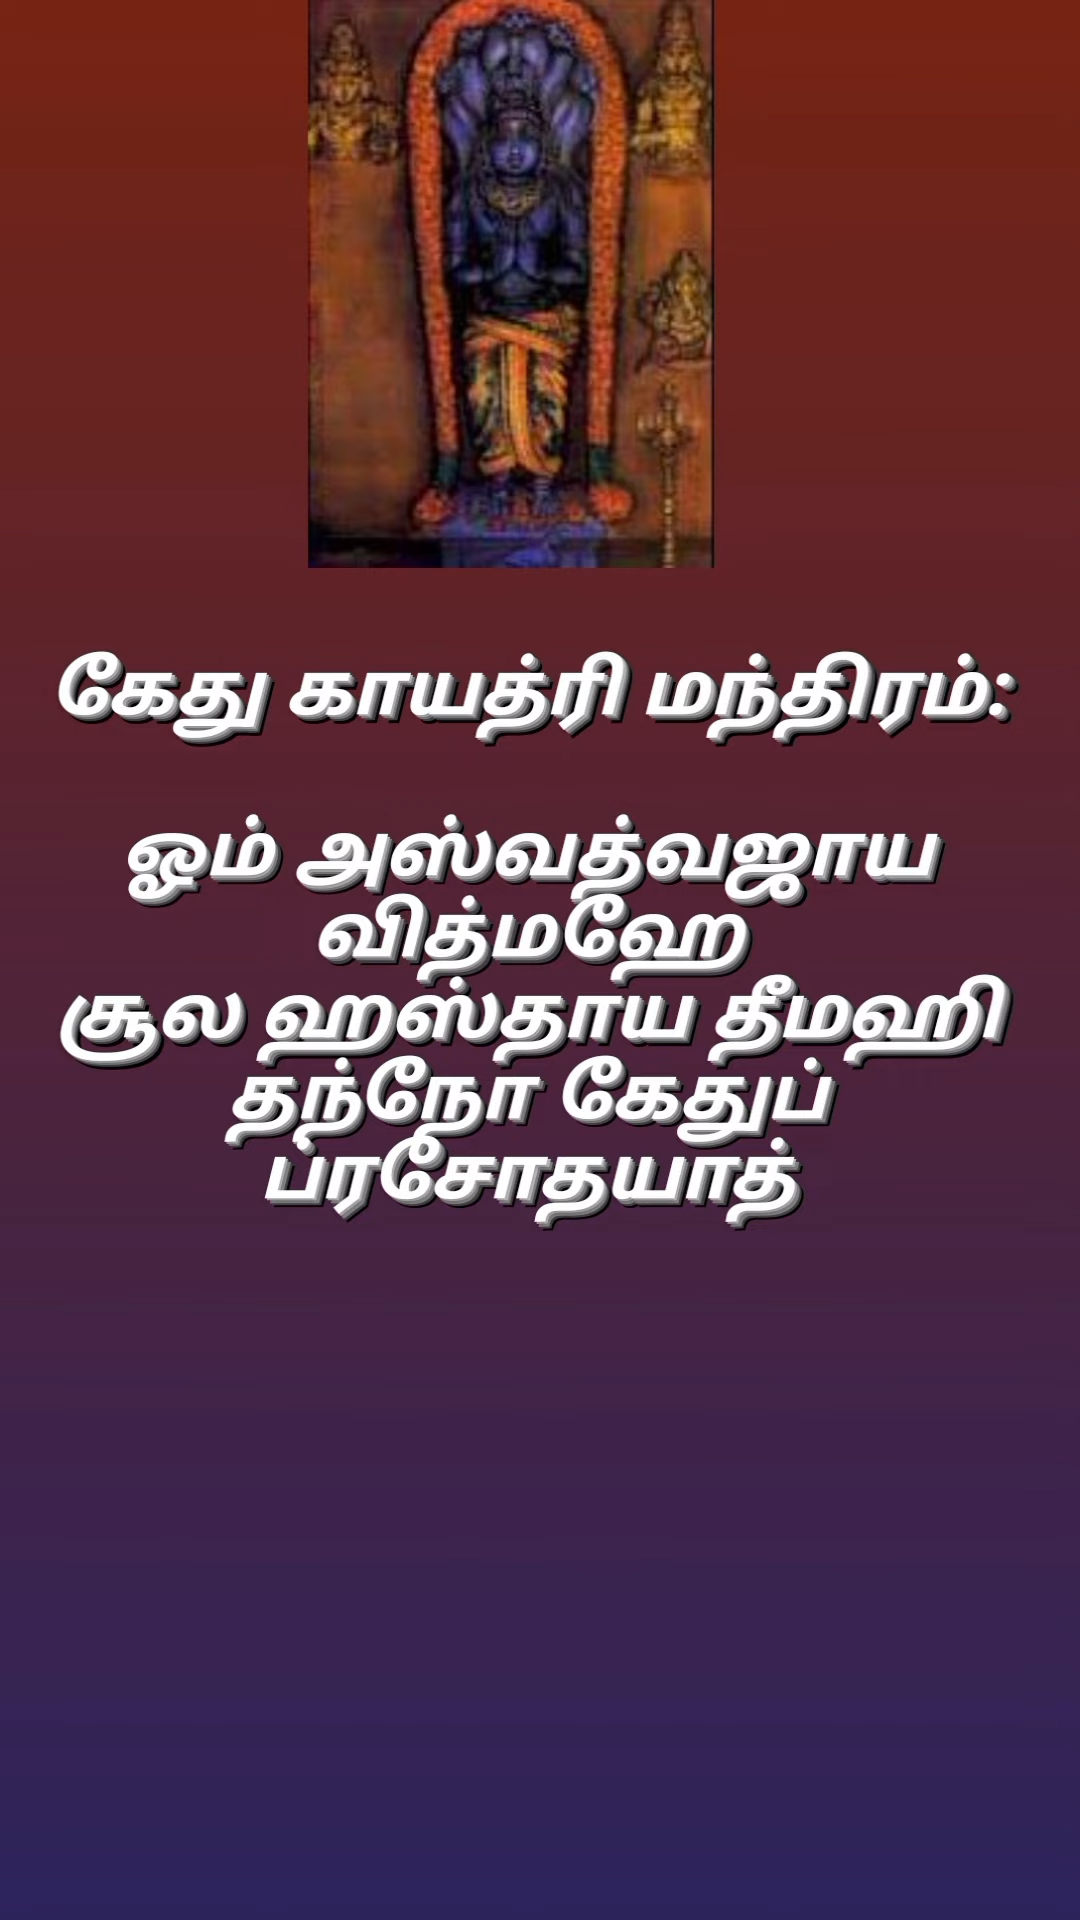 கேது காயத்ரி மந்திரம்:
ஓம் அஸ்வத்வஜாய
வித்மஹே
சூல ஹஸ்தாய தீமஹி
தந்நோ கேதுப்
ப்ரசோதயாத்